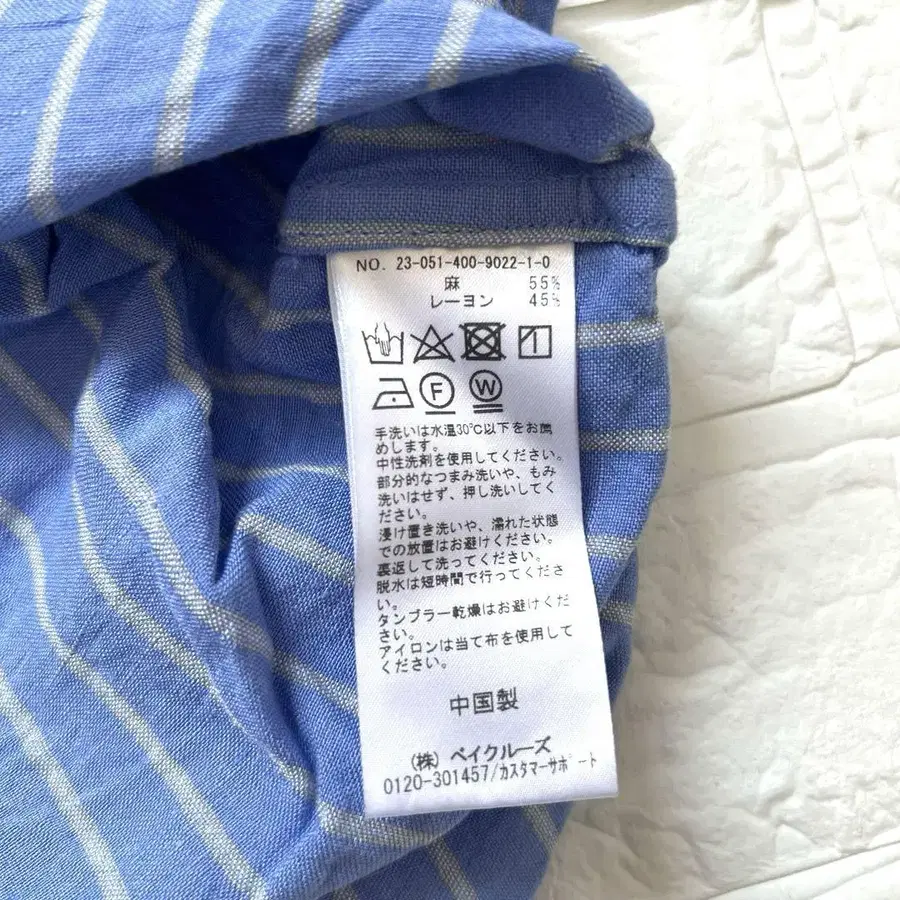 NO. 23-051-400-9022-1-0
麻 55%
レーヨン 45%
F W
手洗いは水温30℃以下をお薦
めします。
中性洗剤を使用してください。
部分的なつまみ洗いや、もみ
洗いはせず、押し洗いしてく
ださい。
浸け置き洗いや、濡れた状態
での放置はお避けください。
裏返して洗ってください。
脱水は短時間で行ってくださ
い。
タンブラー乾燥はお避けくだ
さい。
アイロンは当て布を使用して
ください。
中国製
(株) ベイクルーズ
0120-301457/カスタマーサポート